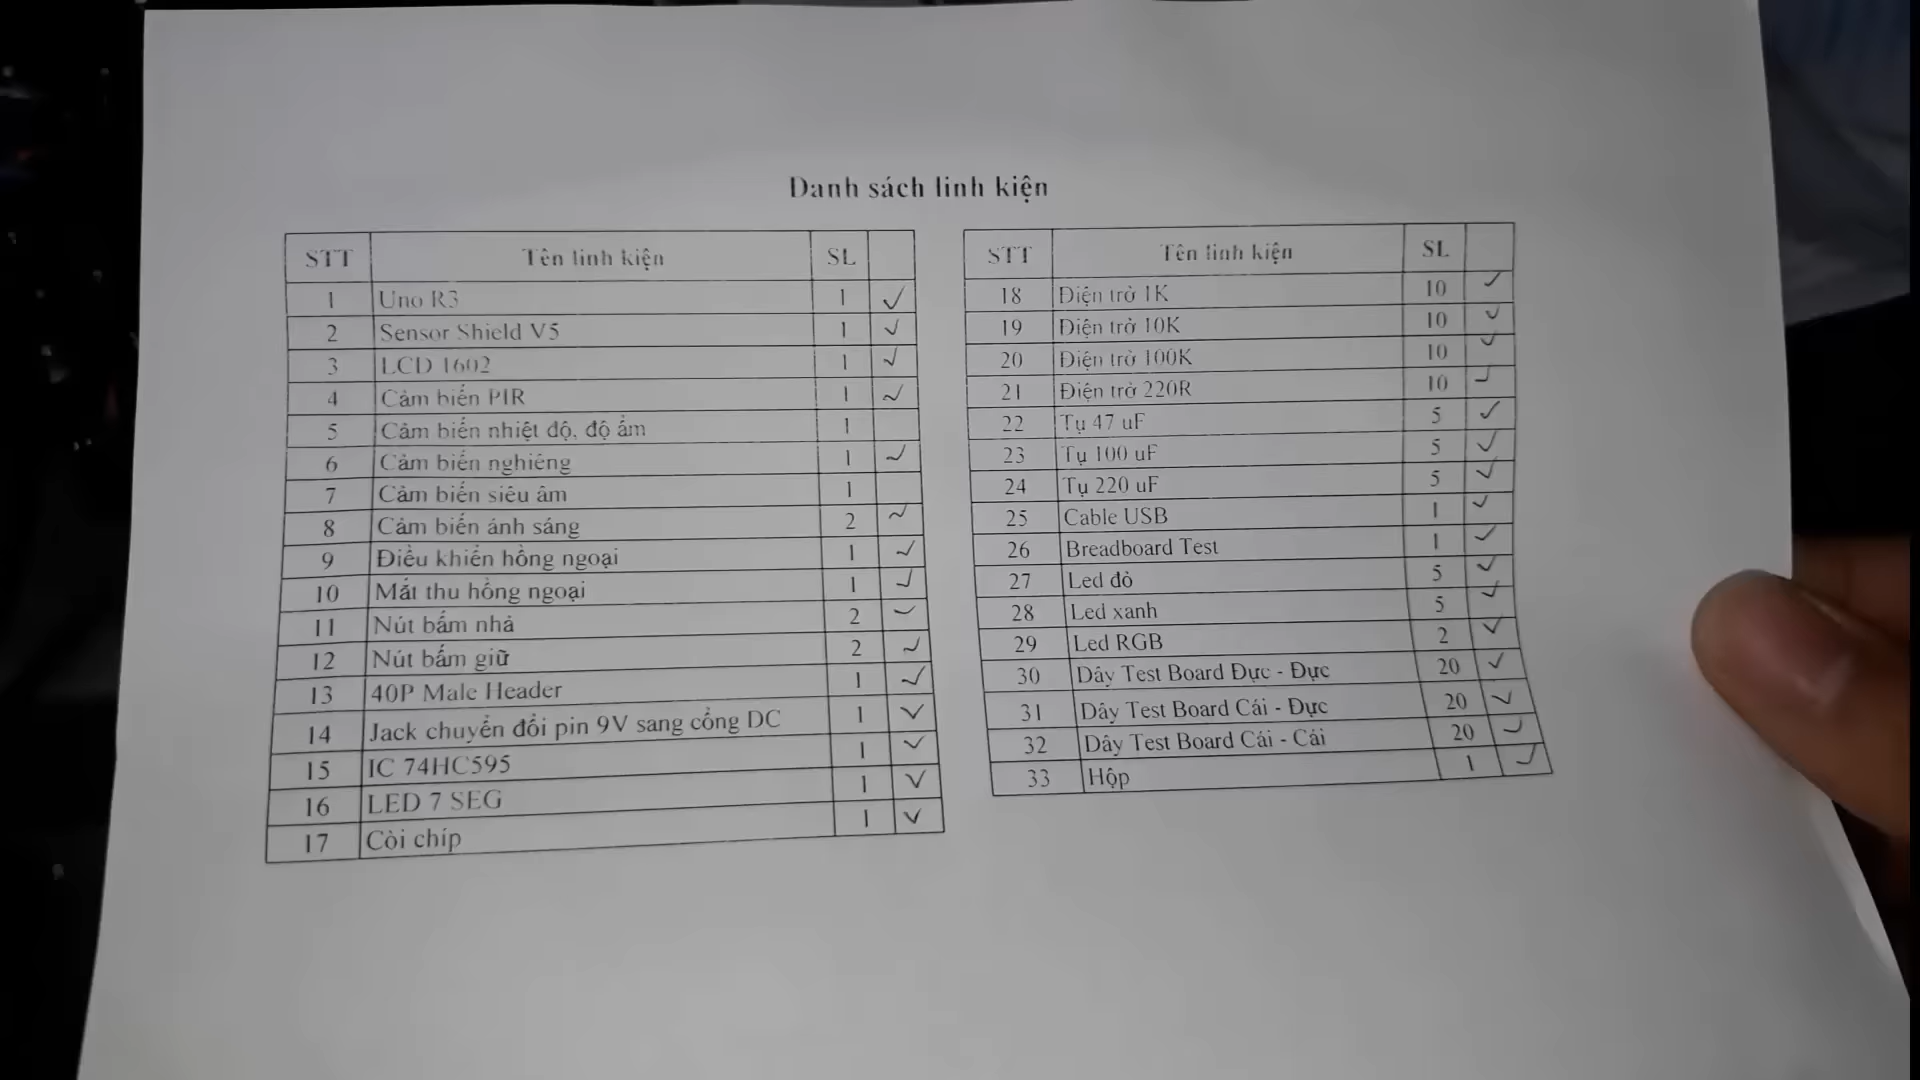 Danh sách linh kiện
STT Tên linh kiện SL
1 Uno R3 1 ✓
2 Sensor Shield V5 1 ✓
3 LCD 1602 1 ✓
4 Cảm biến PIR 1 ✓
5 Cảm biến nhiệt độ, độ ẩm 1
6 Cảm biến nghiêng 1 ✓
7 Cảm biến siêu âm 1
8 Cảm biến ánh sáng 2 ✓
9 Điều khiển hồng ngoại 1 ✓
10 Mắt thu hồng ngoại 1 ✓
11 Nút bấm nhả 2 ✓
12 Nút bấm giữ 2 ✓
13 40P Male Header 1 ✓
14 Jack chuyển đổi pin 9V sang cổng DC 1 ✓
15 IC 74HC595 1 ✓
16 LED 7 SEG 1 ✓
17 Còi chíp 1 ✓
STT Tên linh kiện SL
18 Điện trở 1K 10 ✓
19 Điện trở 10K 10 ✓
20 Điện trở 100K 10 ✓
21 Điện trở 220R 10 ✓
22 Tụ 47 uF 5 ✓
23 Tụ 100 uF 5 ✓
24 Tụ 220 uF 5 ✓
25 Cable USB 1 ✓
26 Breadboard Test 1 ✓
27 Led đỏ 5 ✓
28 Led xanh 5 ✓
29 Led RGB 2 ✓
30 Dây Test Board Đực - Đực 20 ✓
31 Dây Test Board Cái - Đực 20 ✓
32 Dây Test Board Cái - Cái 20 ✓
33 Hộp 1 ✓